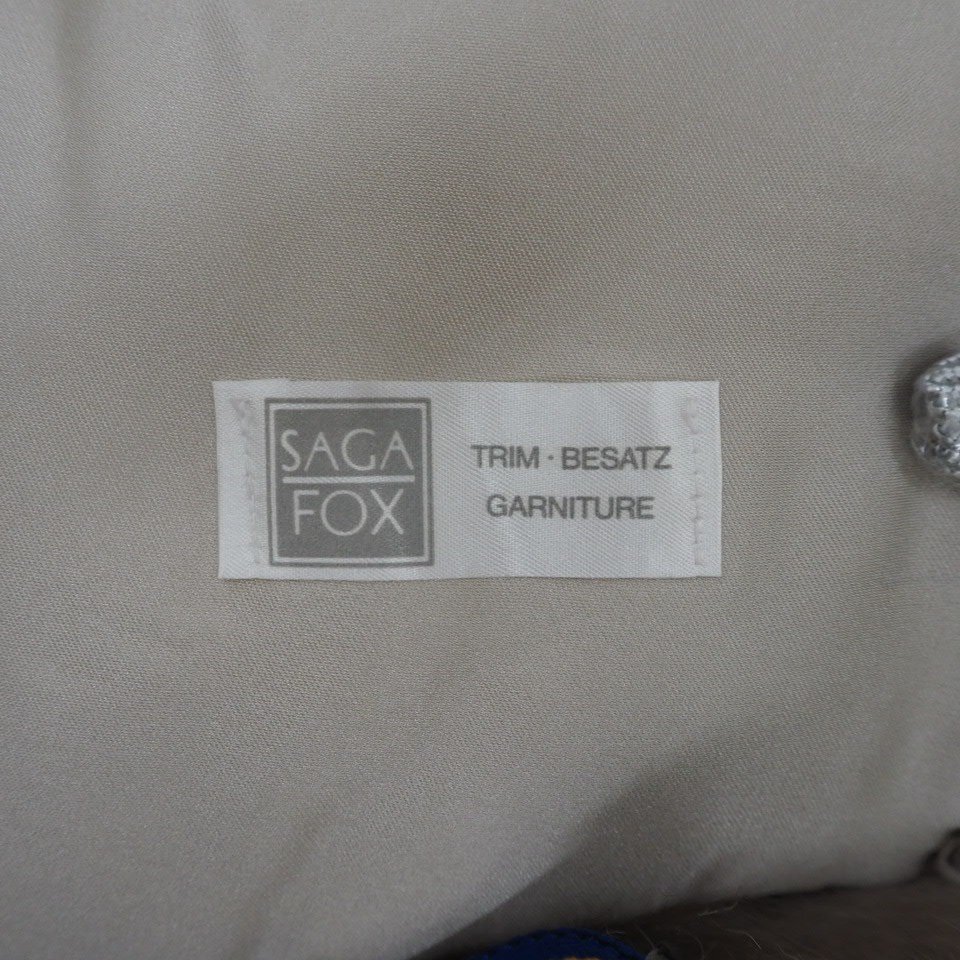 SAGA
FOX
TRIM · BESATZ
GARNITURE